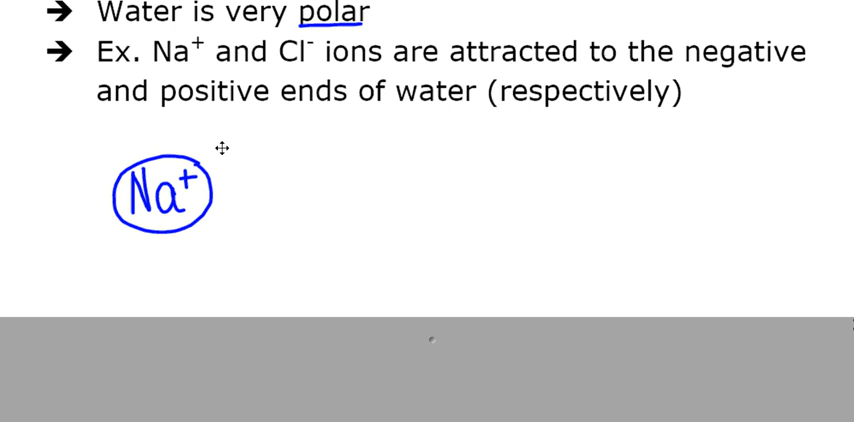 ➔ Water is very polar
➔ Ex. Na⁺ and Cl⁻ ions are attracted to the negative
and positive ends of water (respectively)
Na⁺